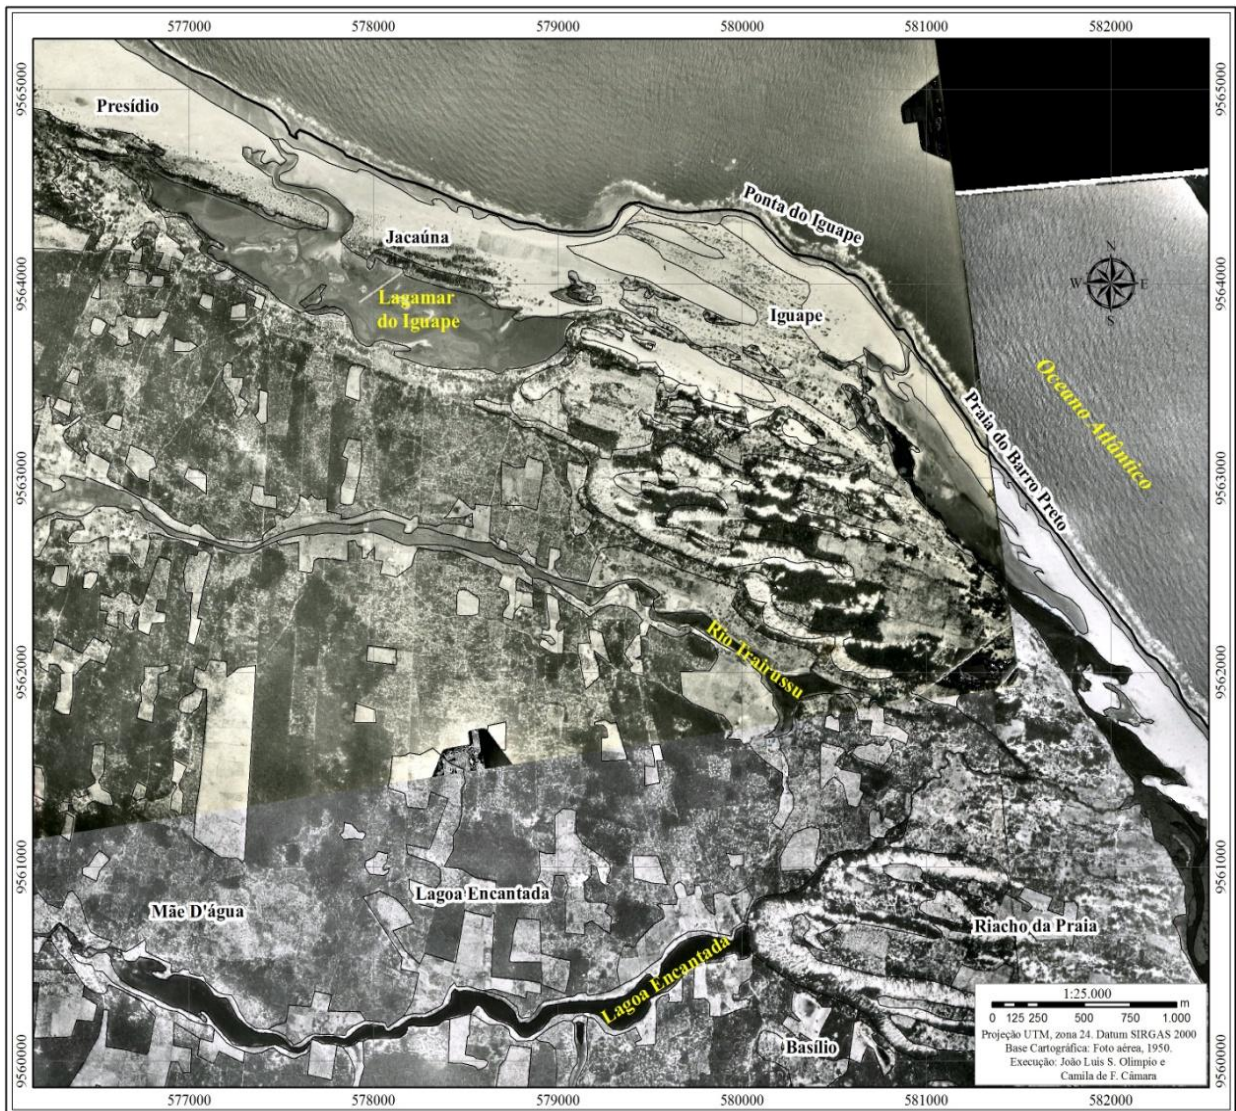 577000 578000 579000 580000 581000 582000
9565000
9565000
Presídio
Ponta do Iguape
Jacaúna
N
W E
S
9564000
9564000
Lagamar
do Iguape
Iguape
Oceano Atlântico
Praia do Barro Preto
9563000
9563000
Rio Trairussu
9562000
9562000
9561000
9561000
Lagoa Encantada
Mãe D'água
Riacho da Praia
Lagoa Encantada
Basílio
1:25.000
m
0 125 250 500 750 1.000
Projeção UTM, zona 24. Datum SIRGAS 2000
Base Cartográfica: Foto aérea, 1950.
Execução: João Luis S. Olimpio e
Camila de F. Câmara
9560000
9560000
577000 578000 579000 580000 581000 582000